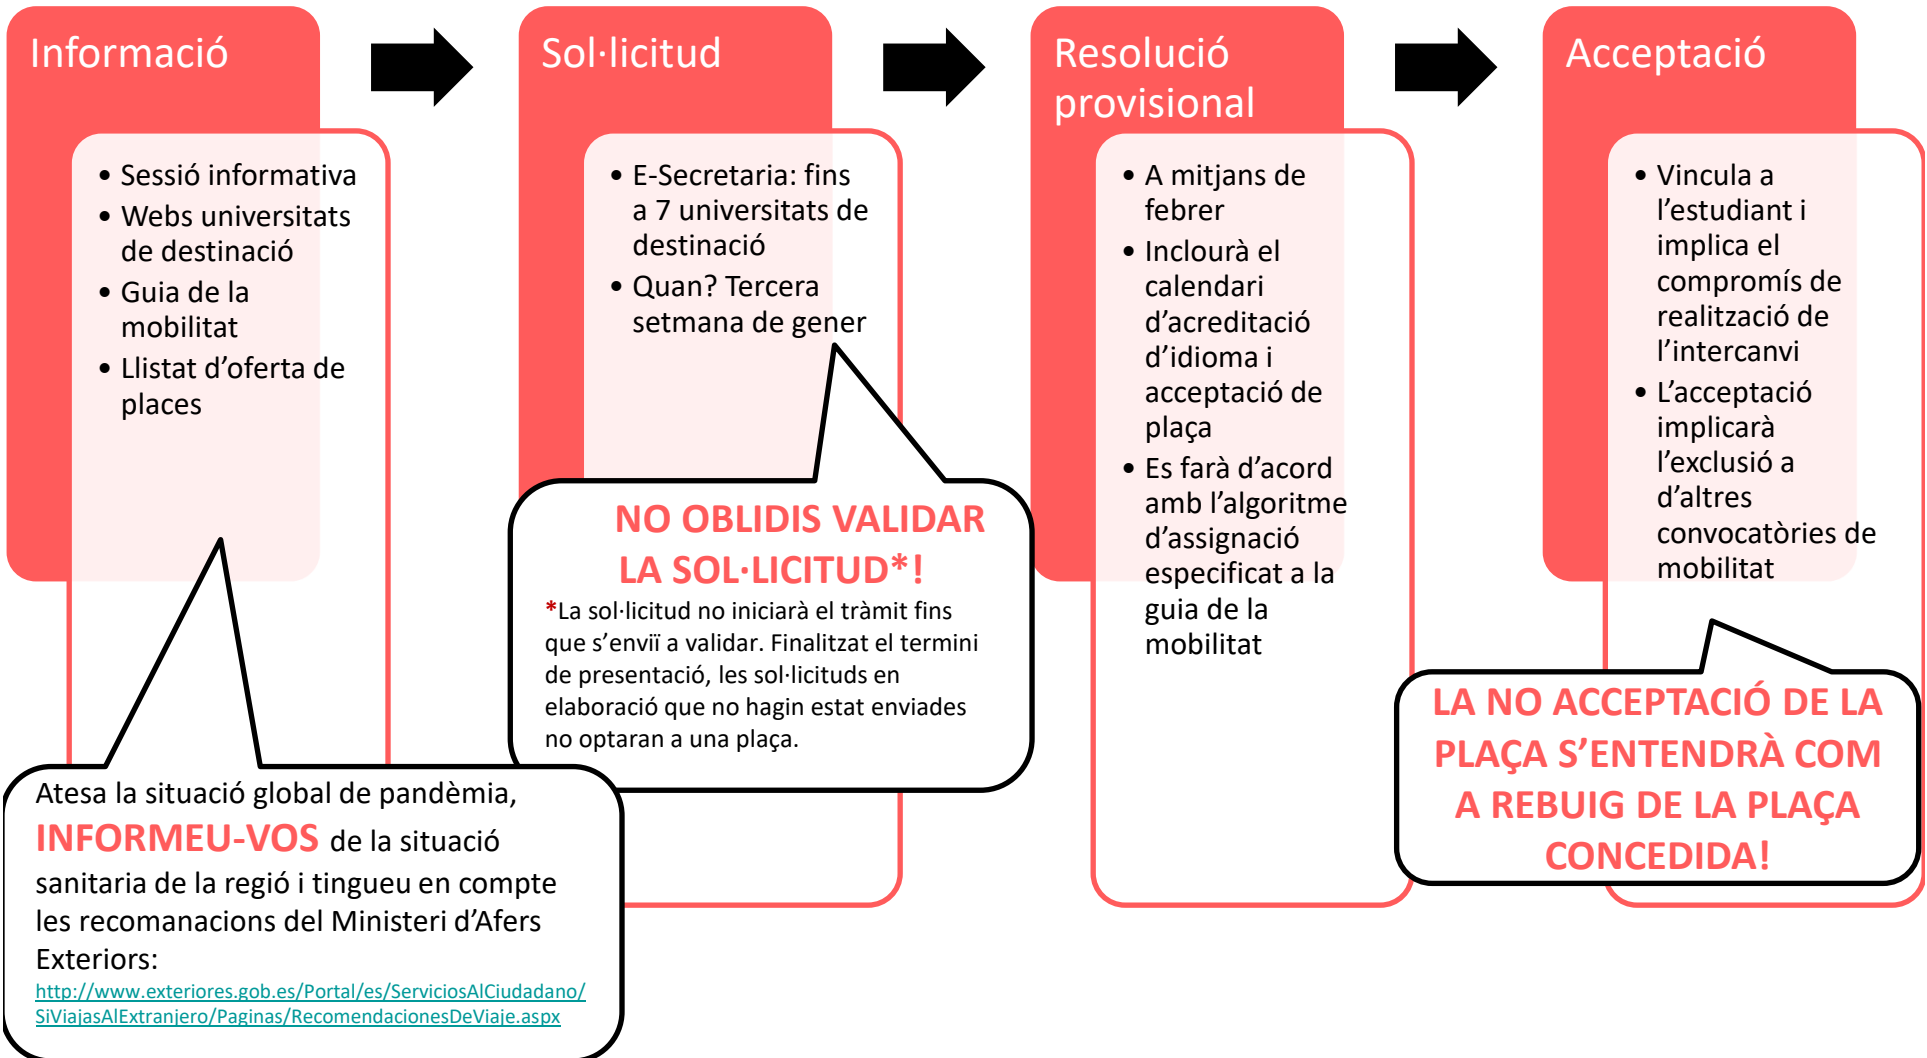 Informació
• Sessió informativa
• Webs universitats
de destinació
• Guia de la
mobilitat
• Llistat d’oferta de
places
Atesa la situació global de pandèmia,
INFORMEU-VOS de la situació
sanitaria de la regió i tingueu en compte
les recomanacions del Ministeri d’Afers
Exteriors:
http://www.exteriores.gob.es/Portal/es/ServiciosAlCiudadano/
SiViajasAlExtranjero/Paginas/RecomendacionesDeViaje.aspx
Sol·licitud
• E-Secretaria: fins
a 7 universitats de
destinació
• Quan? Tercera
setmana de gener
NO OBLIDIS VALIDAR
LA SOL·LICITUD*!
*La sol·licitud no iniciarà el tràmit fins
que s’enviï a validar. Finalitzat el termini
de presentació, les sol·licituds en
elaboració que no hagin estat enviades
no optaran a una plaça.
Resolució
provisional
• A mitjans de
febrer
• Inclourà el
calendari
d’acreditació
d’idioma i
acceptació de
plaça
• Es farà d’acord
amb l’algoritme
d’assignació
especificat a la
guia de la
mobilitat
Acceptació
• Vincula a
l’estudiant i
implica el
compromís de
realització de
l’intercanvi
• L’acceptació
implicarà
l’exclusió a
d’altres
convocatòries de
mobilitat
LA NO ACCEPTACIÓ DE LA
PLAÇA S’ENTENDRÀ COM
A REBUIG DE LA PLAÇA
CONCEDIDA!